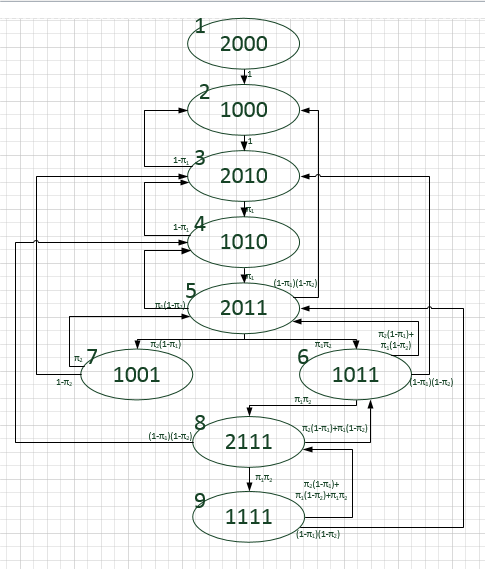 1
2000
1
2
1000
1
1-π₁
3
2010
π₁
1-π₁
4
1010
π₁
(1-π₁)(1-π₂)
5
2011
π₁(1-π₂)
π₂(1-π₁)
π₁π₂
π₂(1-π₁)+
π₁(1-π₂)
π₂
7
1001
6
1011
1-π₂
(1-π₁)(1-π₂)
π₁π₂
8
2111
(1-π₁)(1-π₂)
π₂(1-π₁)+π₁(1-π₂)
π₁π₂
π₂(1-π₁)+
π₁(1-π₂)+π₁π₂
9
1111
(1-π₁)(1-π₂)